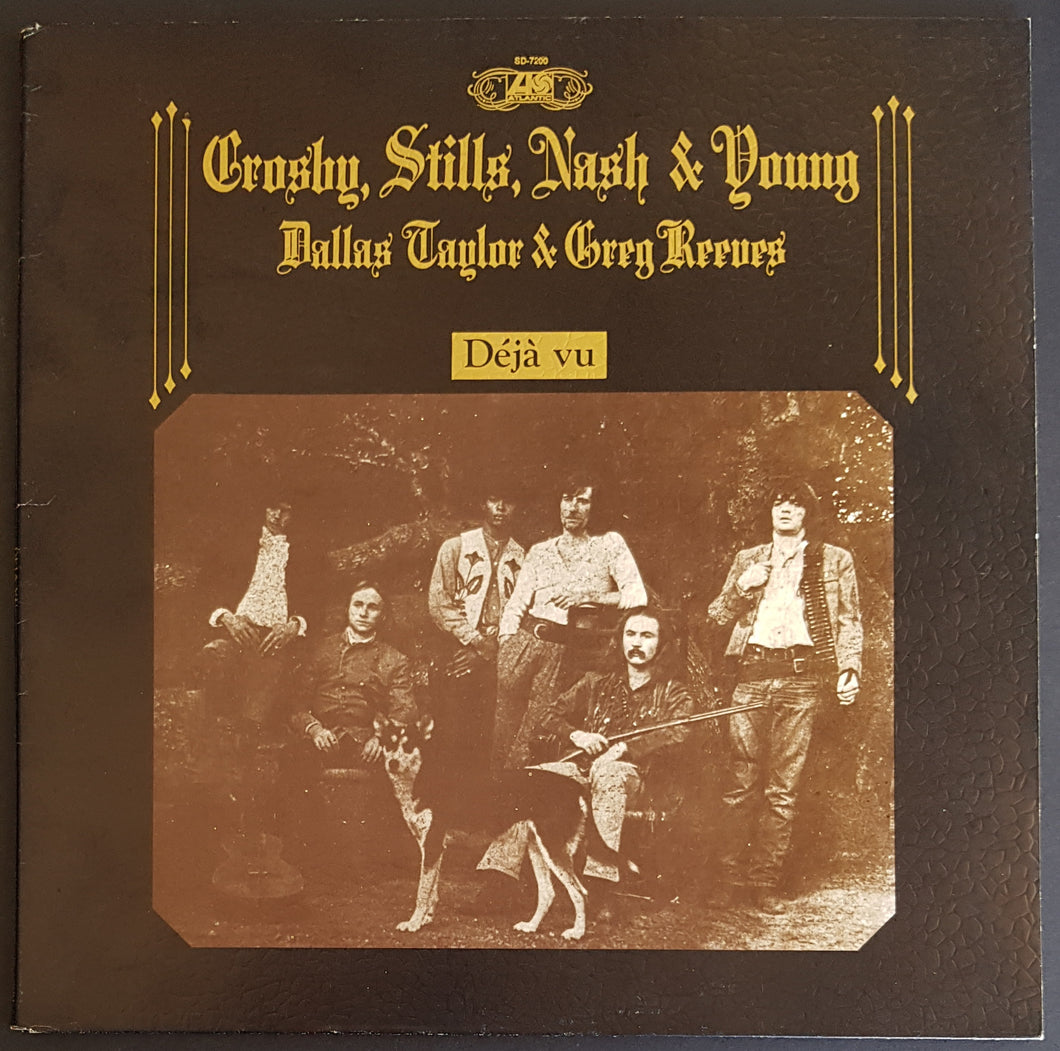 SD-7200
ATLANTIC
Crosby, Stills, Nash & Young
Dallas Taylor & Greg Reeves
Déjà vu